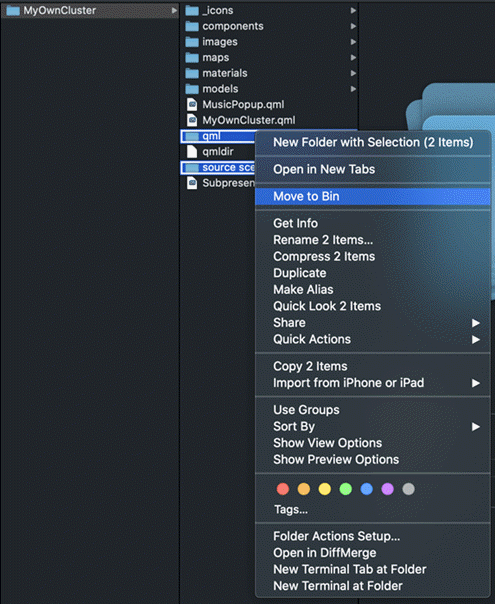 MyOwnCluster
_icons
components
images
maps
materials
models
MusicPopup.qml
MyOwnCluster.qml
qml
qmldir
source sce
Subpresen
New Folder with Selection (2 Items)
Open in New Tabs
Move to Bin
Get Info
Rename 2 Items...
Compress 2 Items
Duplicate
Make Alias
Quick Look 2 Items
Share
Quick Actions
Copy 2 Items
Import from iPhone or iPad
Use Groups
Sort By
Show View Options
Show Preview Options
Tags...
Folder Actions Setup...
Open in DiffMerge
New Terminal Tab at Folder
New Terminal at Folder